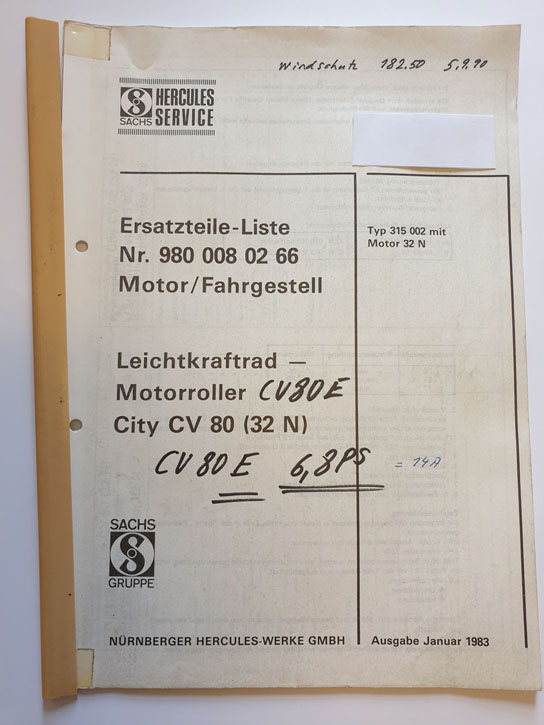 Windschutz 182.50 5.9.90
HERCULES
SACHS SERVICE
Ersatzteile-Liste
Nr. 980 008 02 66
Motor/Fahrgestell
Typ 315 002 mit
Motor 32 N
Leichtkraftrad –
Motorroller CV80E
City CV 80 (32 N)
CV80E 6,8PS = 14A
SACHS
GRUPPE
NÜRNBERGER HERCULES-WERKE GMBH
Ausgabe Januar 1983